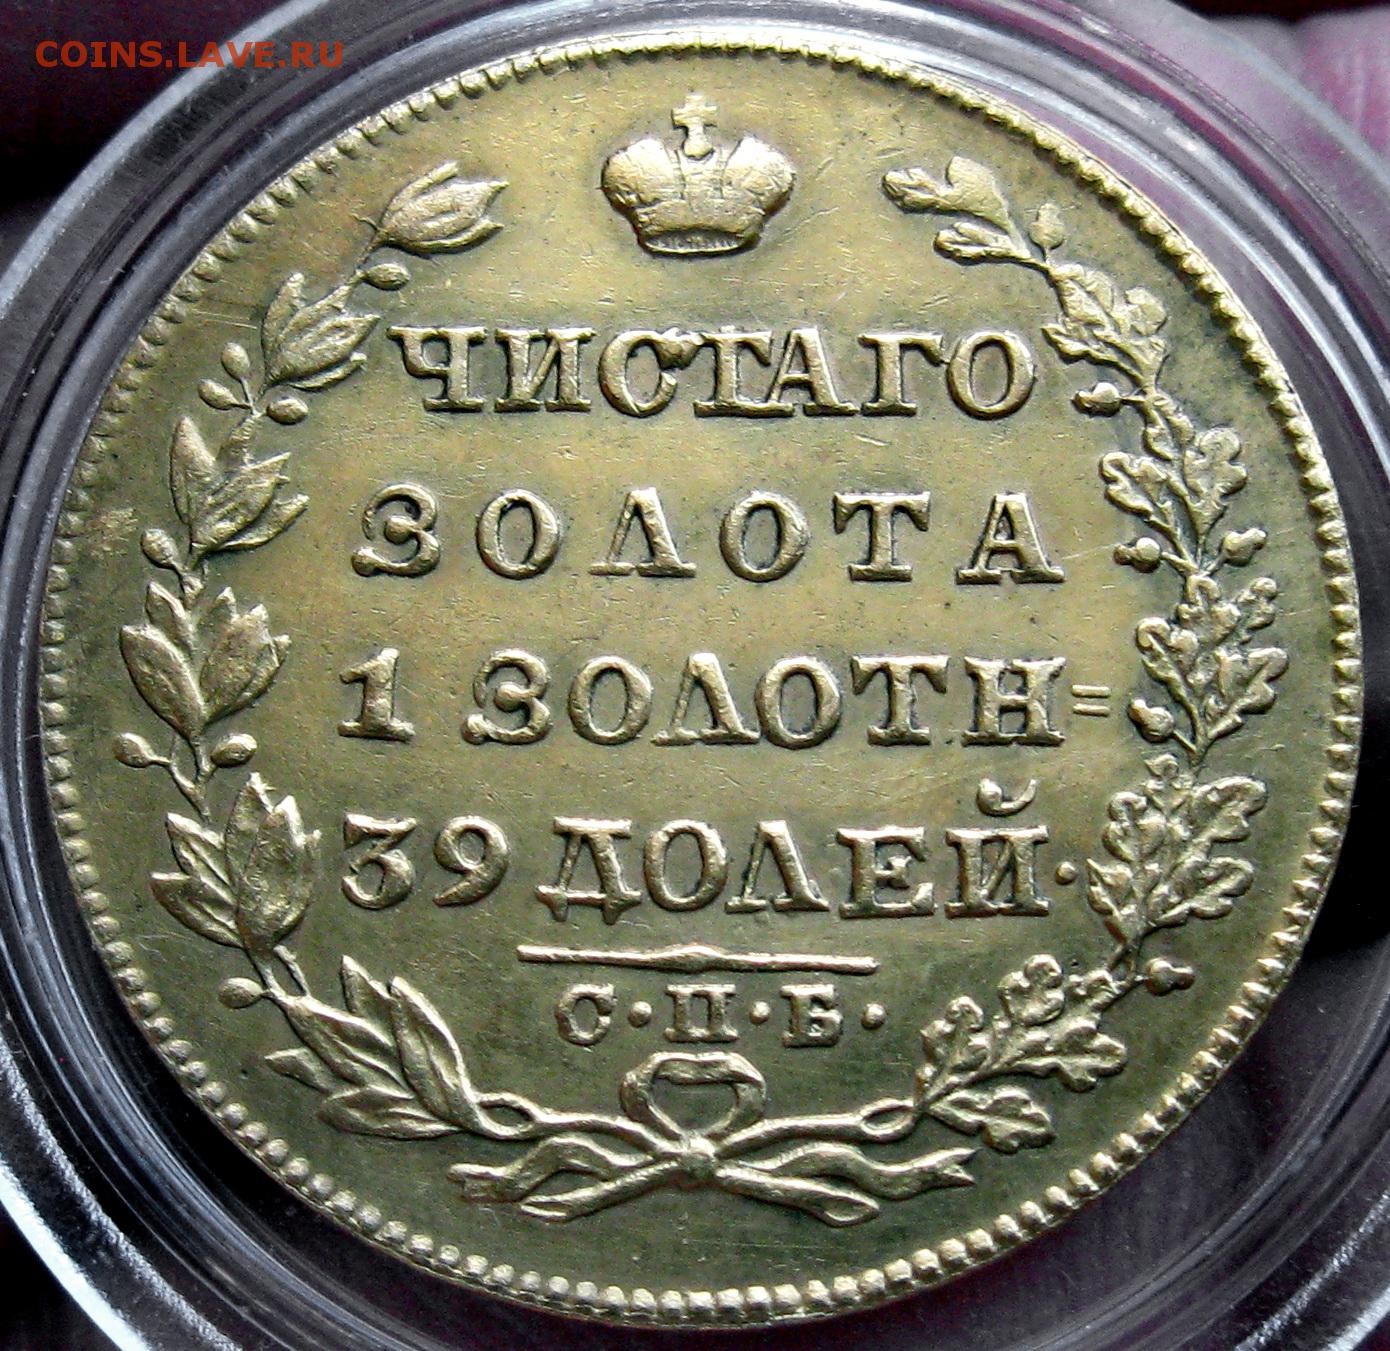 COINS.LAVE.RU
ЧИСТАГО
ЗОЛОТА
1 ЗОЛОТН=
39 ДОЛЕЙ·
С·П·Б·